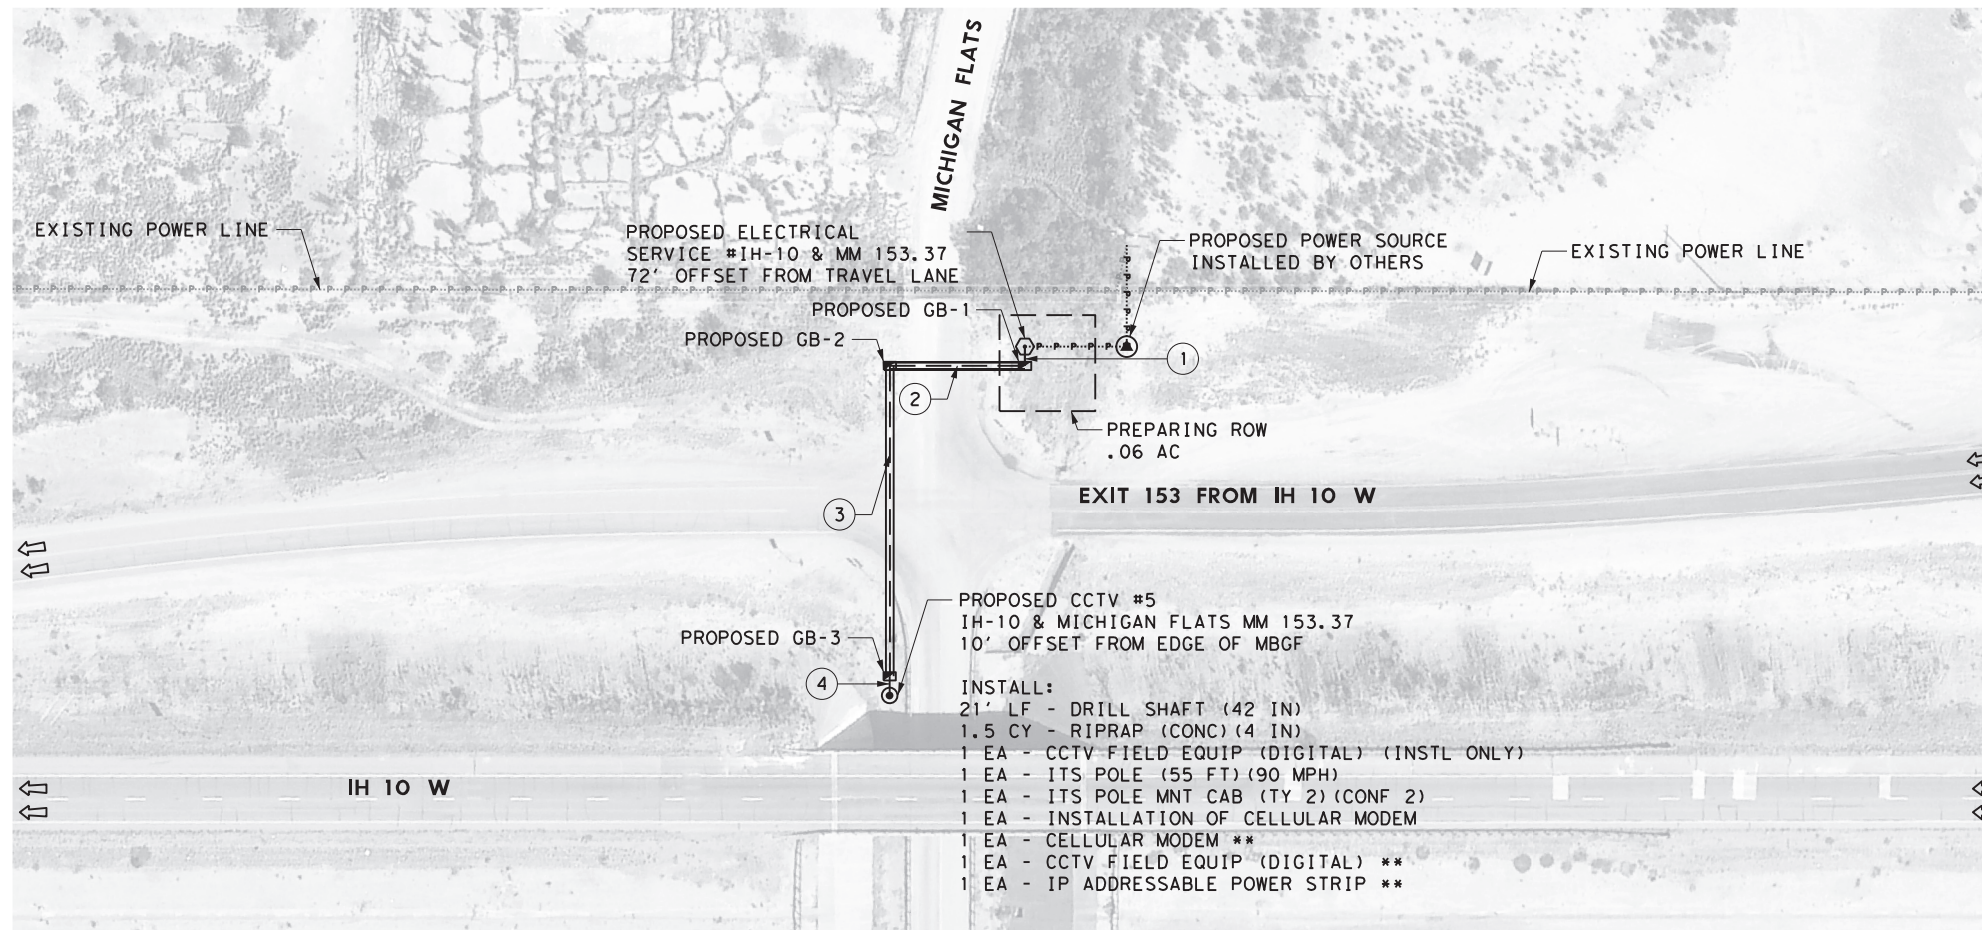 MICHIGAN FLATS
EXISTING POWER LINE
PROPOSED ELECTRICAL
SERVICE #IH-10 & MM 153.37
72' OFFSET FROM TRAVEL LANE
PROPOSED POWER SOURCE
INSTALLED BY OTHERS
EXISTING POWER LINE
PROPOSED GB-1
PROPOSED GB-2
1
2
PREPARING ROW
.06 AC
EXIT 153 FROM IH 10 W
3
PROPOSED CCTV #5
IH-10 & MICHIGAN FLATS MM 153.37
10' OFFSET FROM EDGE OF MBGF
PROPOSED GB-3
4
INSTALL:
21' LF - DRILL SHAFT (42 IN)
1.5 CY - RIPRAP (CONC)(4 IN)
1 EA - CCTV FIELD EQUIP (DIGITAL) (INSTL ONLY)
1 EA - ITS POLE (55 FT)(90 MPH)
1 EA - ITS POLE MNT CAB (TY 2)(CONF 2)
1 EA - INSTALLATION OF CELLULAR MODEM
1 EA - CELLULAR MODEM **
1 EA - CCTV FIELD EQUIP (DIGITAL) **
1 EA - IP ADDRESSABLE POWER STRIP **
IH 10 W